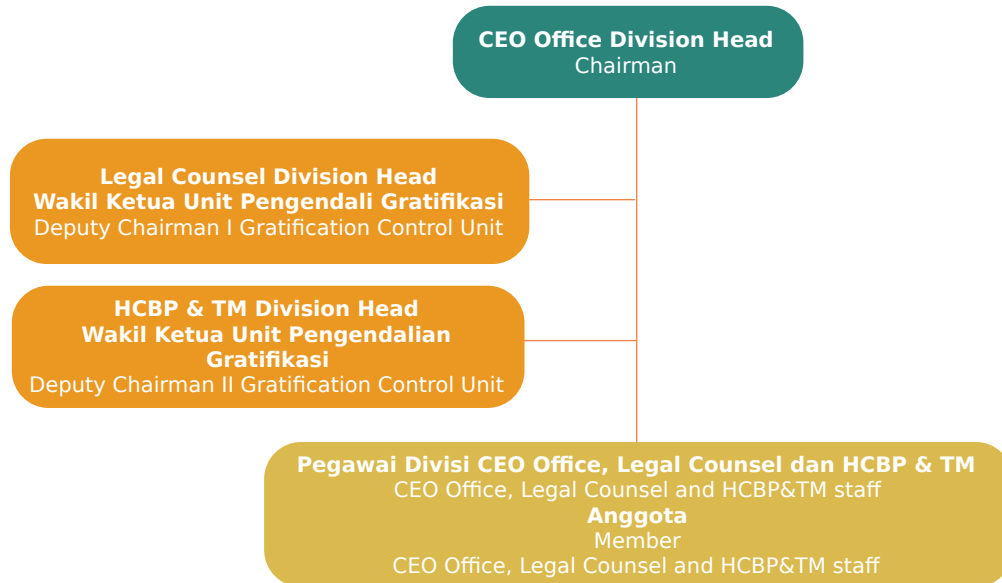 CEO Office Division Head
Chairman
Legal Counsel Division Head
Wakil Ketua Unit Pengendali Gratifikasi
Deputy Chairman I Gratification Control Unit
HCBP & TM Division Head
Wakil Ketua Unit Pengendalian
Gratifikasi
Deputy Chairman II Gratification Control Unit
Pegawai Divisi CEO Office, Legal Counsel dan HCBP & TM
CEO Office, Legal Counsel and HCBP&TM staff
Anggota
Member
CEO Office, Legal Counsel and HCBP&TM staff